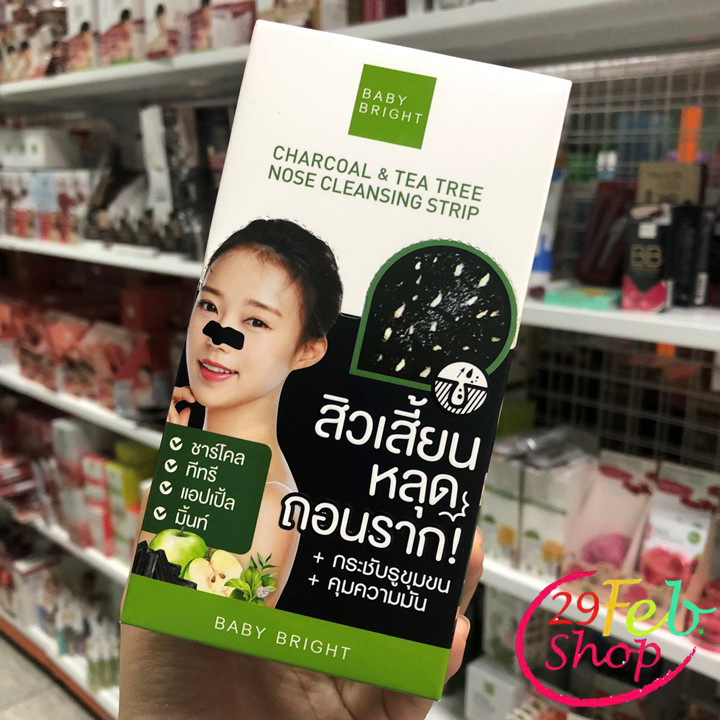 BABY
BRIGHT
CHARCOAL & TEA TREE
NOSE CLEANSING STRIP
สิวเสี้ยน
หลุด
ถอนราก!
+ กระชับรูขุมขน
+ คุมความมัน
ชาร์โคล
ทีทรี
แอปเปิ้ล
มิ้นท์
BABY BRIGHT
BB
29Feb
Shop